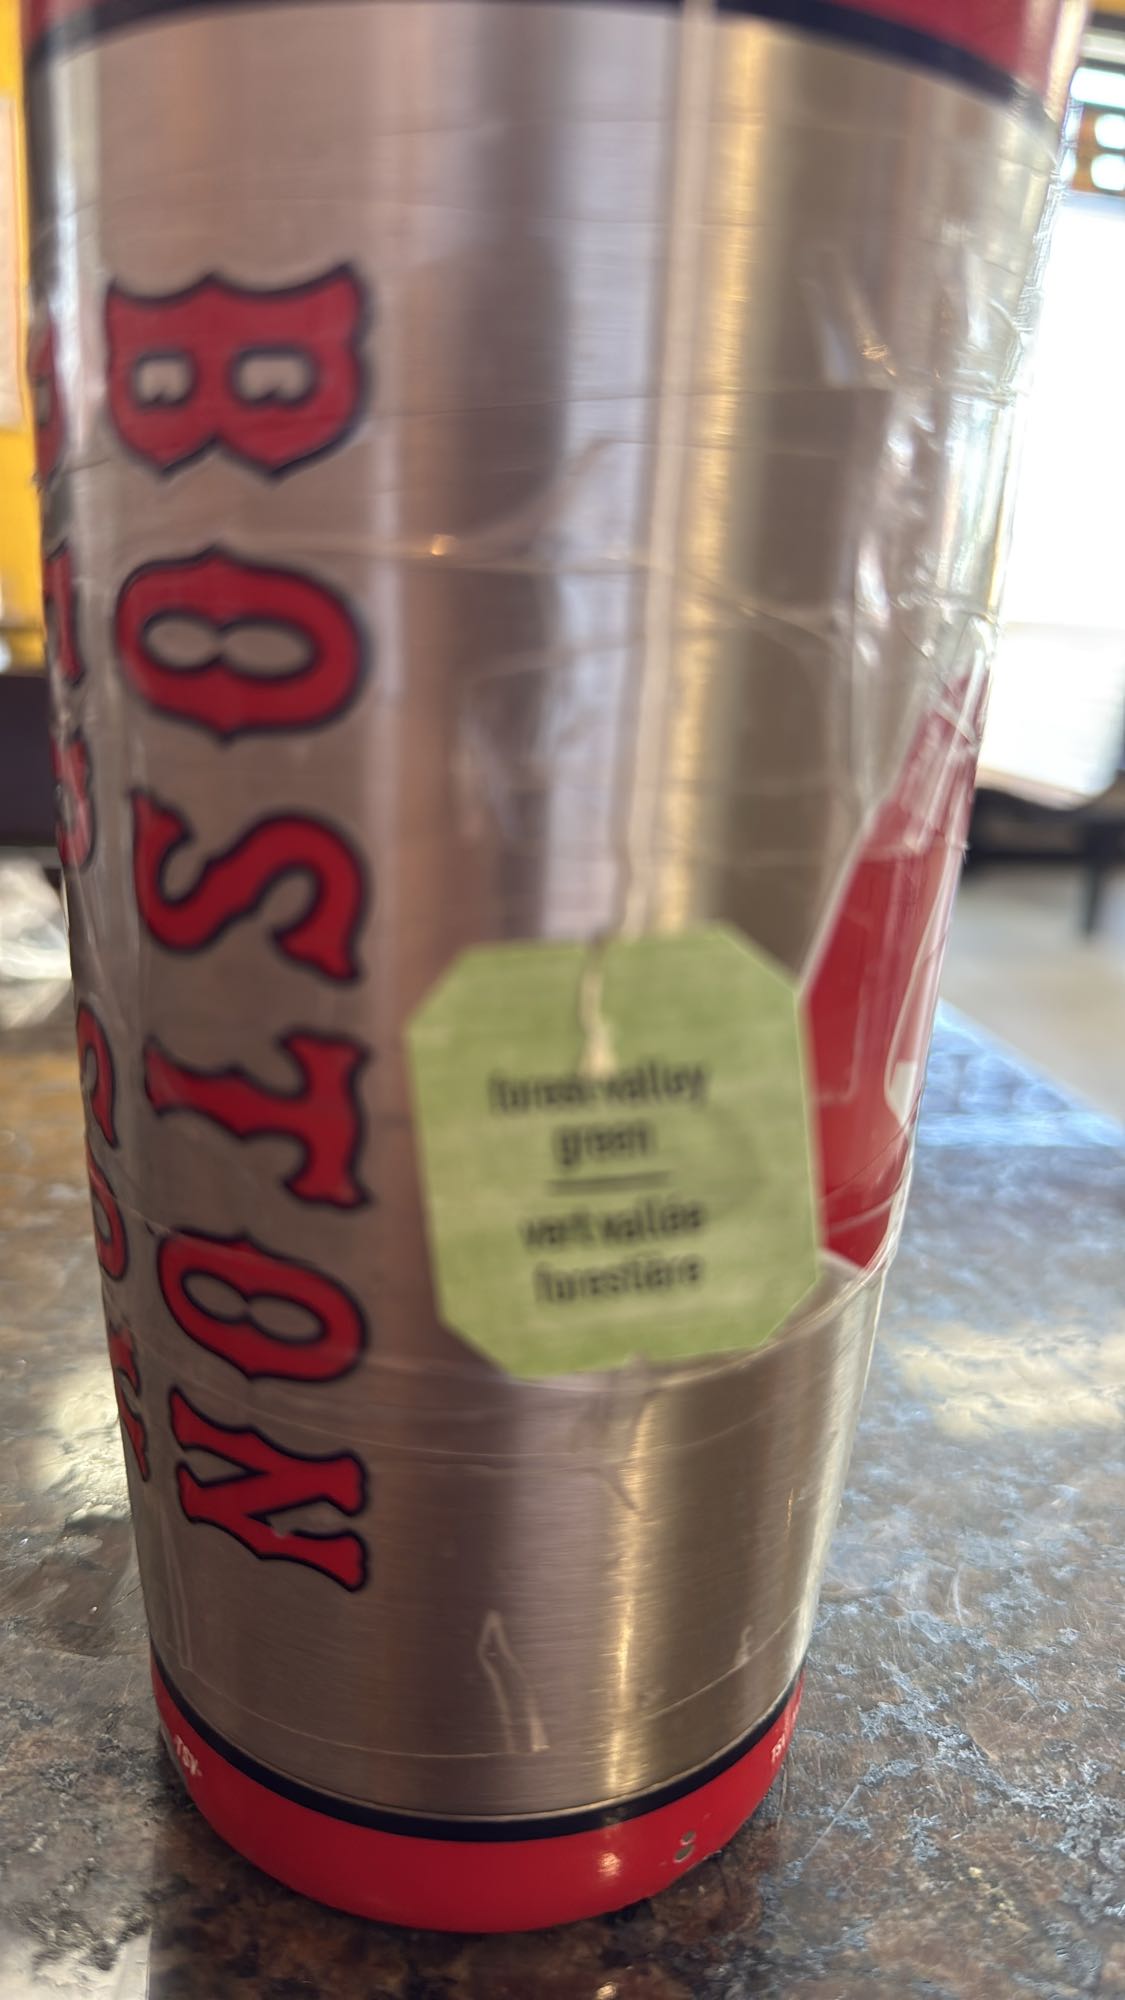 BOSTON
forest valley
green
vert vallée
forestière